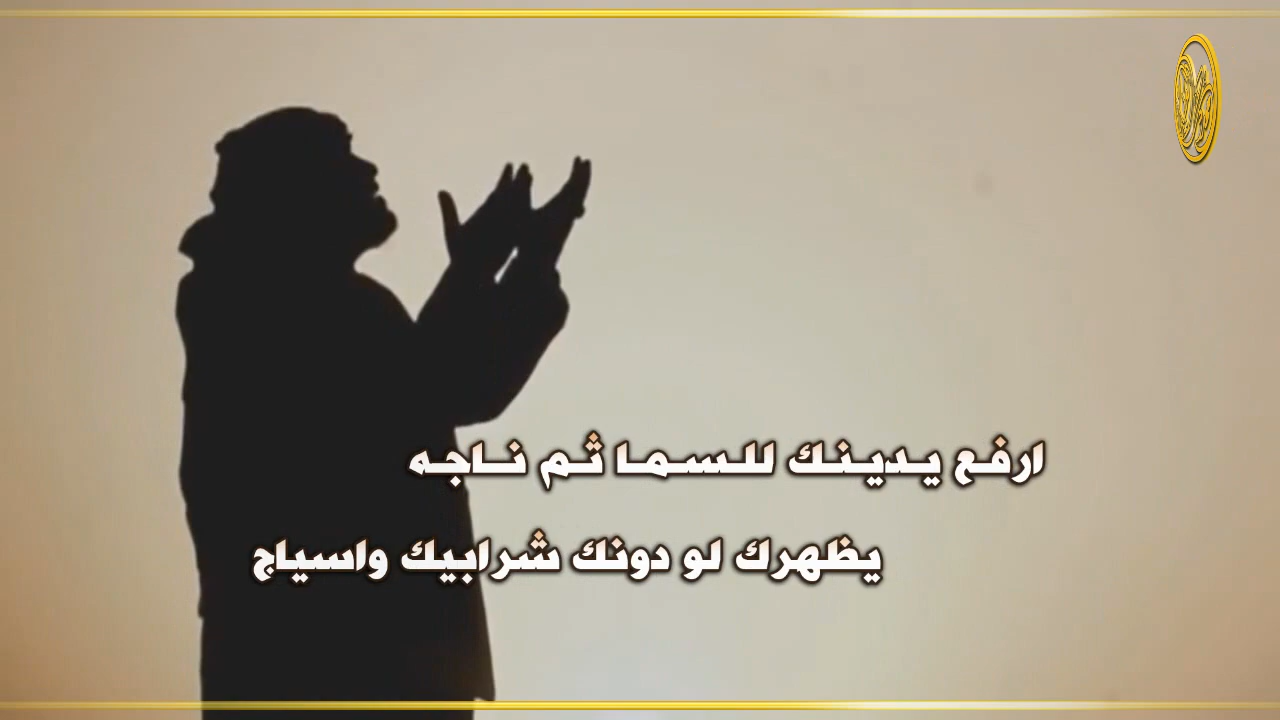 ارفع يدينك للسما ثم ناجه
يظهرك لو دونك شرابيك واسياج